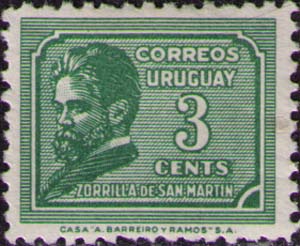 CORREOS
URUGUAY
3
CENTS
ZORRILLA DE SAN MARTIN
CASA "A. BARREIRO Y RAMOS" S.A.